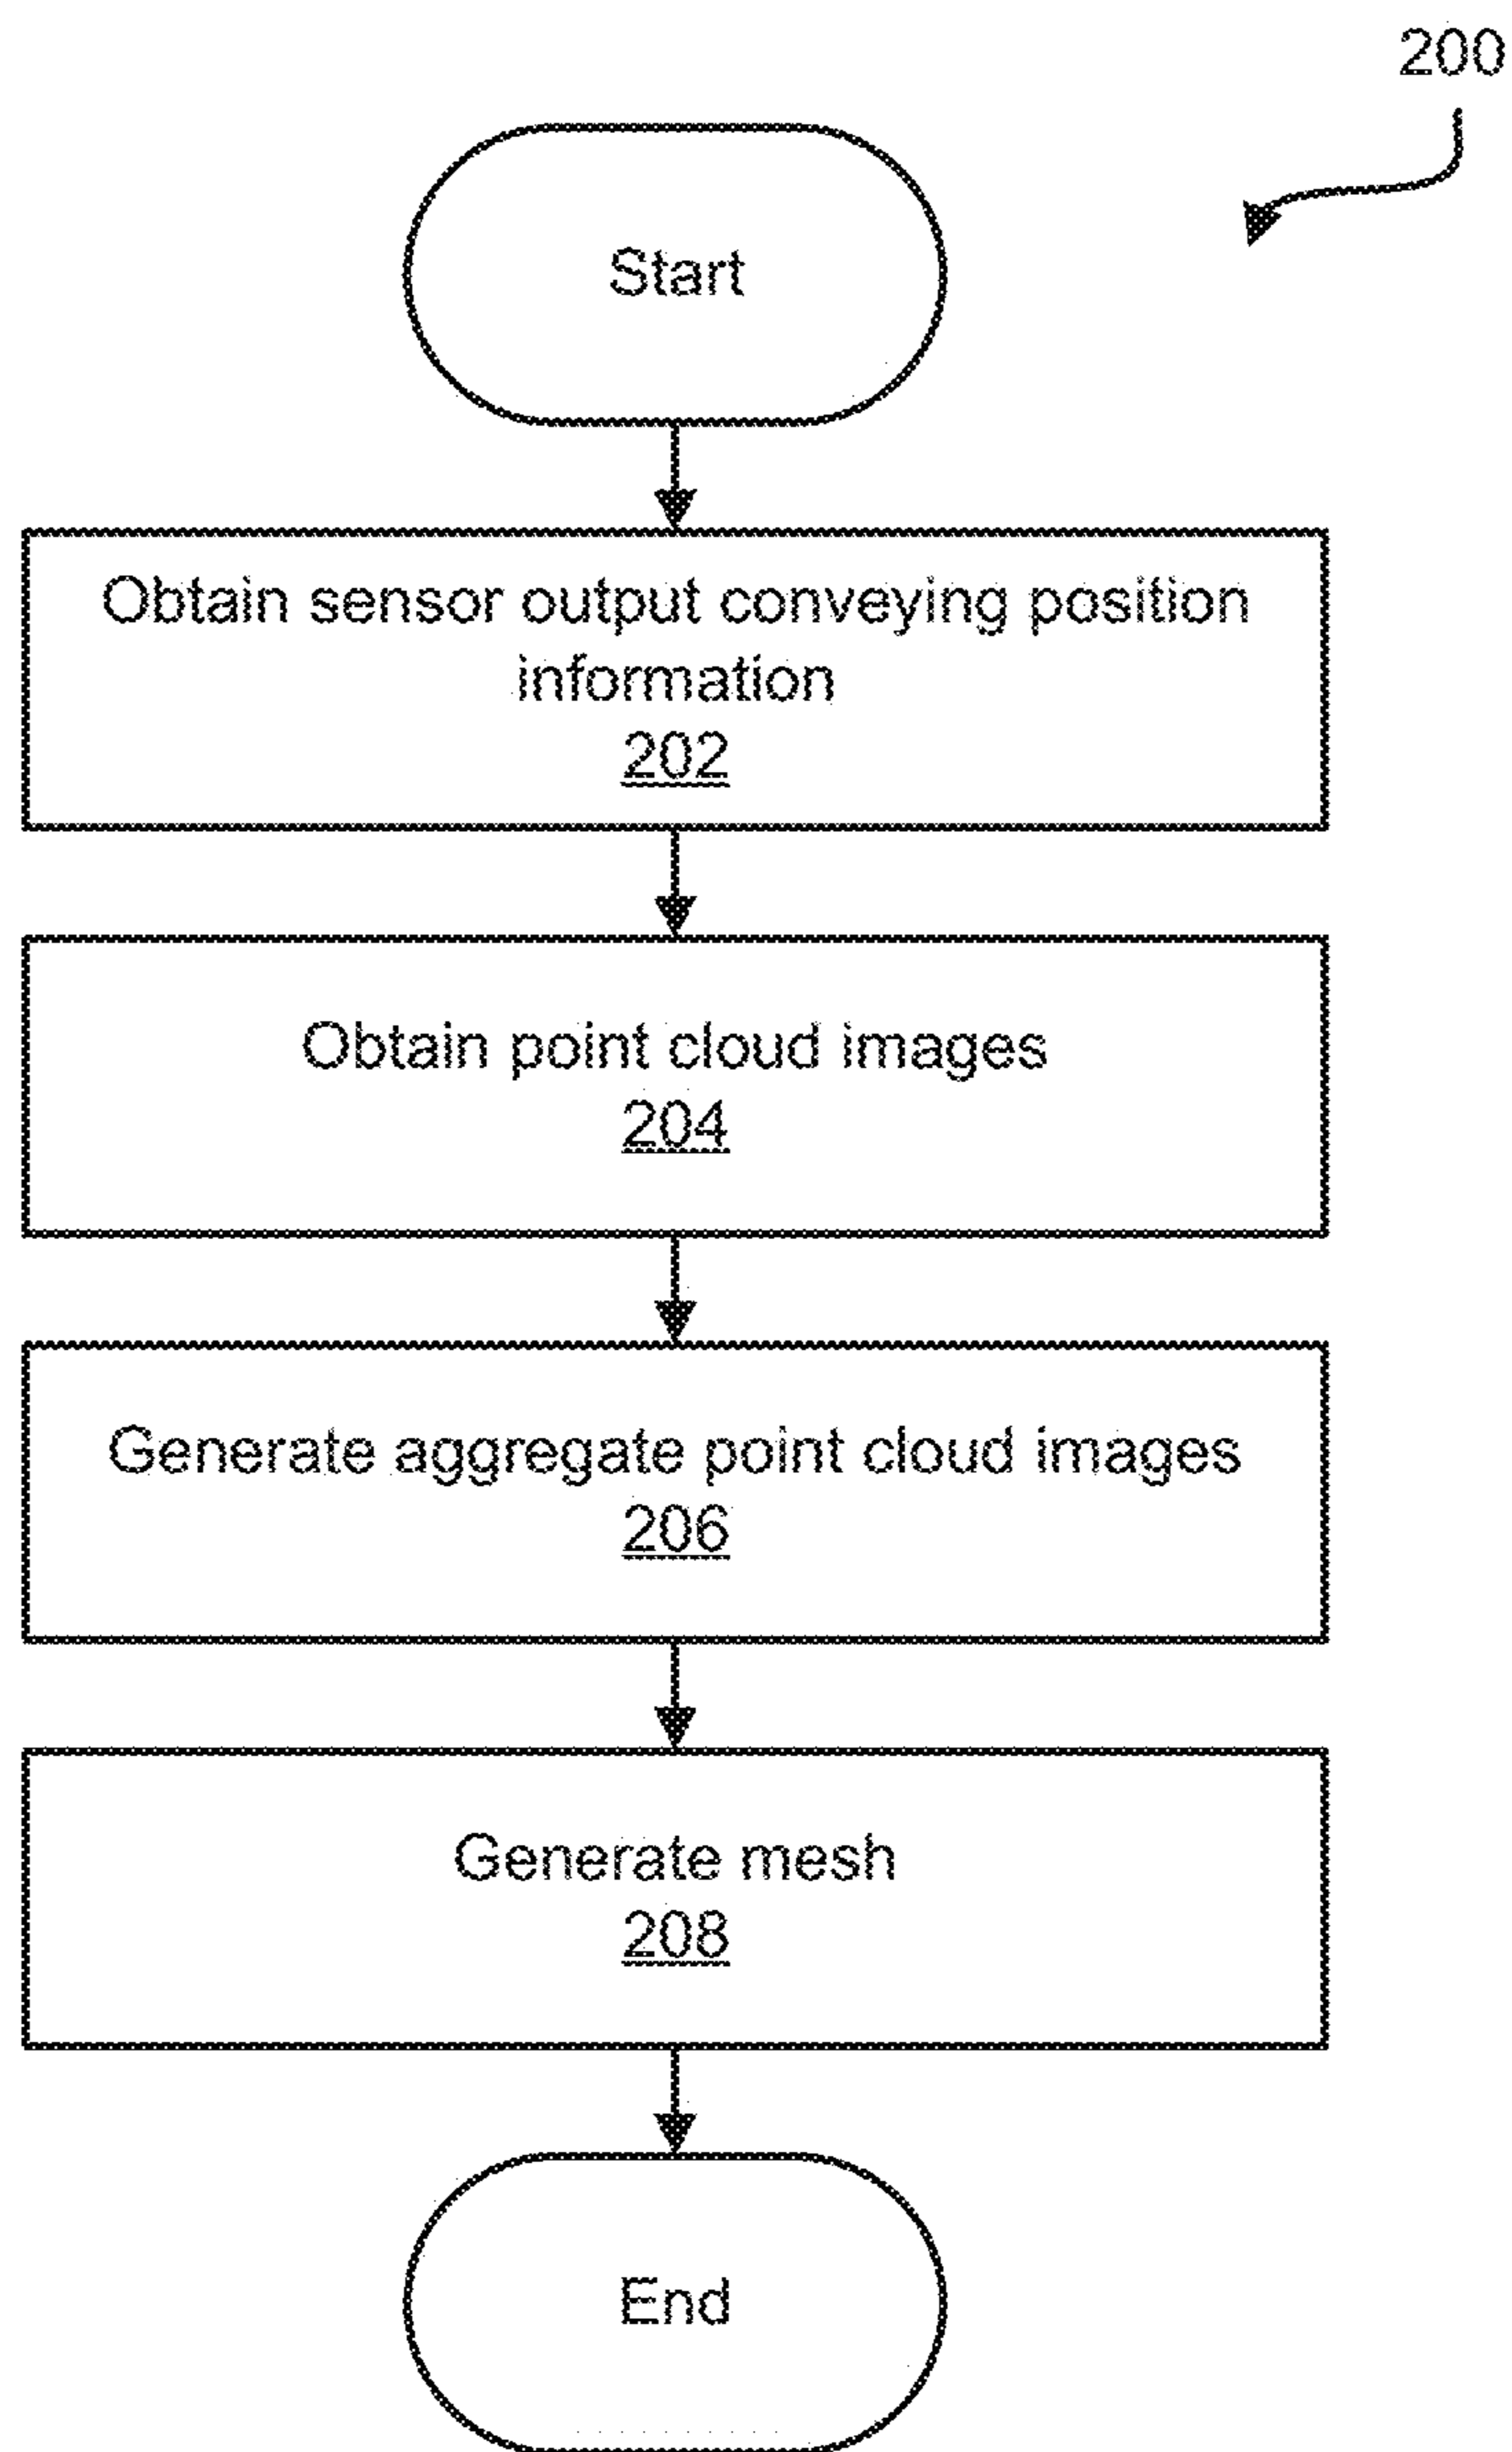 200
Start
Obtain sensor output conveying position
information
202
Obtain point cloud images
204
Generate aggregate point cloud images
206
Generate mesh
208
End